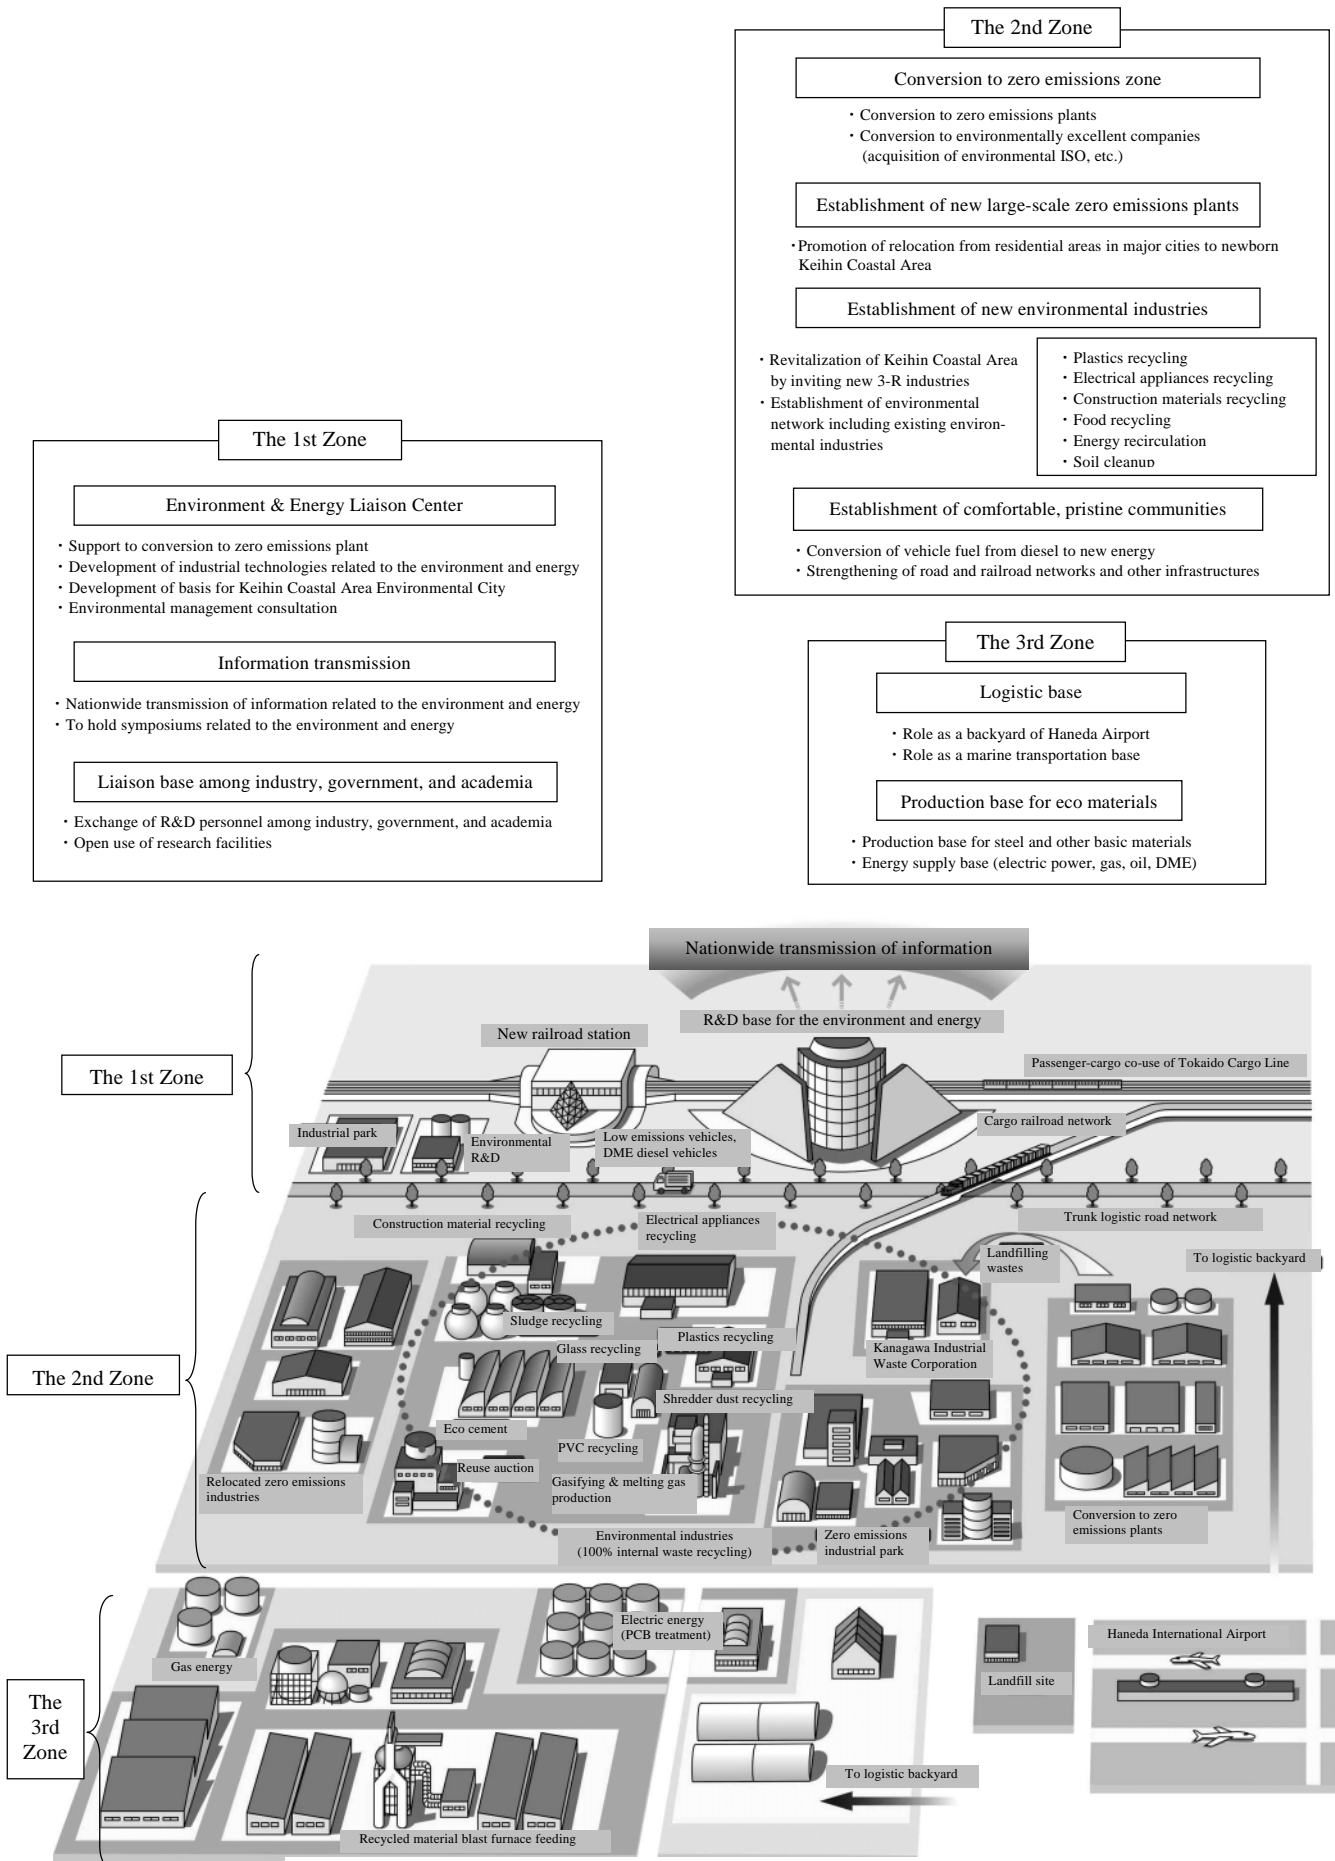 The 2nd Zone
Conversion to zero emissions zone
・Conversion to zero emissions plants
・Conversion to environmentally excellent companies
(acquisition of environmental ISO, etc.)
Establishment of new large-scale zero emissions plants
・Promotion of relocation from residential areas in major cities to newborn
Keihin Coastal Area
Establishment of new environmental industries
・Revitalization of Keihin Coastal Area
by inviting new 3-R industries
・Establishment of environmental
network including existing environ-
mental industries
・Plastics recycling
・Electrical appliances recycling
・Construction materials recycling
・Food recycling
・Energy recirculation
・Soil cleanup
Establishment of comfortable, pristine communities
・Conversion of vehicle fuel from diesel to new energy
・Strengthening of road and railroad networks and other infrastructures
The 1st Zone
Environment & Energy Liaison Center
・Support to conversion to zero emissions plant
・Development of industrial technologies related to the environment and energy
・Development of basis for Keihin Coastal Area Environmental City
・Environmental management consultation
Information transmission
・Nationwide transmission of information related to the environment and energy
・To hold symposiums related to the environment and energy
Liaison base among industry, government, and academia
・Exchange of R&D personnel among industry, government, and academia
・Open use of research facilities
The 3rd Zone
Logistic base
・Role as a backyard of Haneda Airport
・Role as a marine transportation base
Production base for eco materials
・Production base for steel and other basic materials
・Energy supply base (electric power, gas, oil, DME)
Nationwide transmission of information
R&D base for the environment and energy
New railroad station
Passenger-cargo co-use of Tokaido Cargo Line
The 1st Zone
Cargo railroad network
Industrial park
Environmental
R&D
Low emissions vehicles,
DME diesel vehicles
Construction material recycling
Electrical appliances
recycling
Trunk logistic road network
Landfilling
wastes
To logistic backyard
Sludge recycling
Plastics recycling
Glass recycling
Kanagawa Industrial
Waste Corporation
The 2nd Zone
Shredder dust recycling
Eco cement
PVC recycling
Reuse auction
Relocated zero emissions
industries
Gasifying & melting gas
production
Conversion to zero
emissions plants
Environmental industries
(100% internal waste recycling)
Zero emissions
industrial park
Electric energy
(PCB treatment)
Haneda International Airport
Gas energy
Landfill site
The
3rd
Zone
To logistic backyard
Recycled material blast furnace feeding